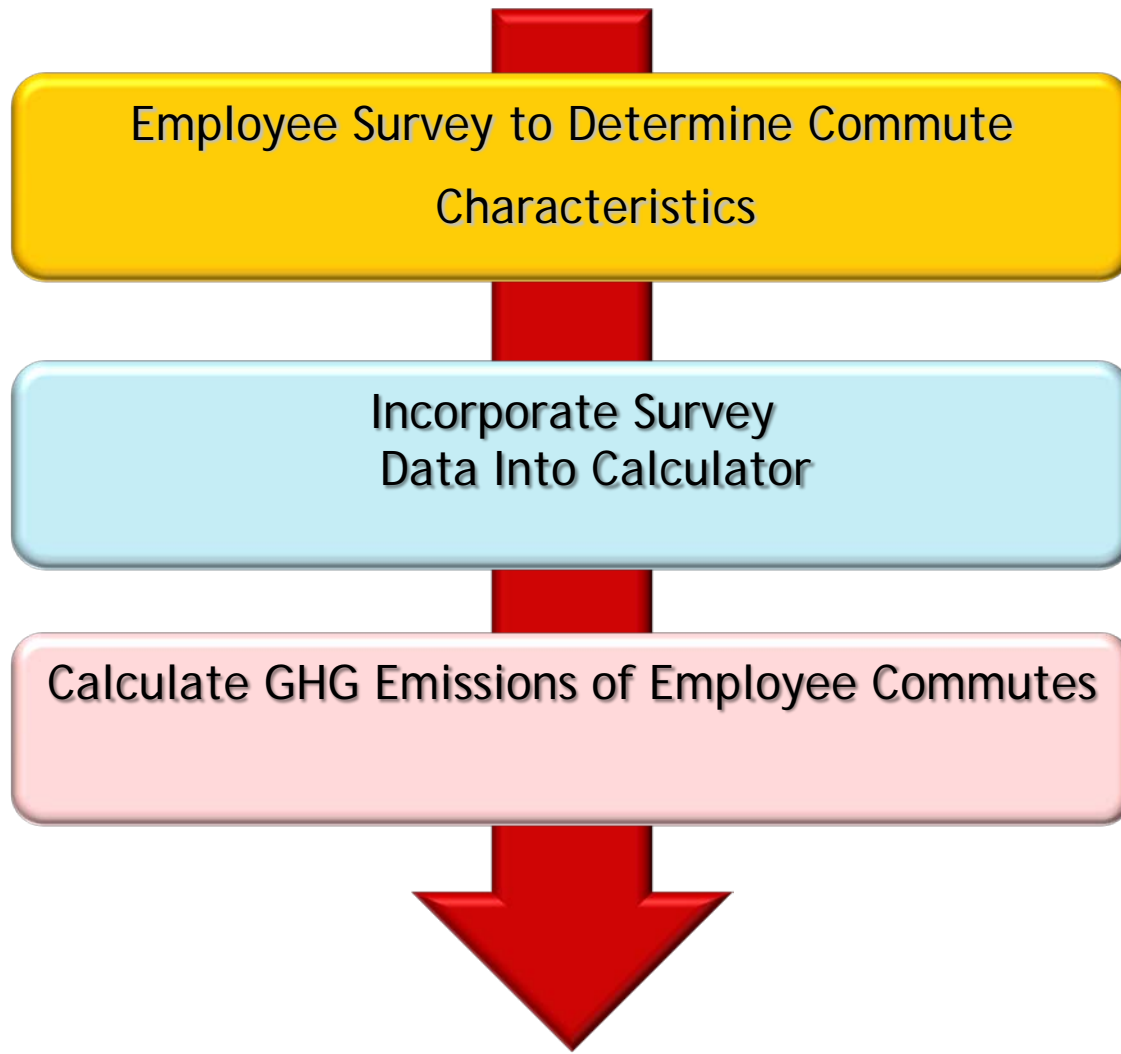 Employee Survey to Determine Commute
Characteristics
Incorporate Survey
Data Into Calculator
Calculate GHG Emissions of Employee Commutes